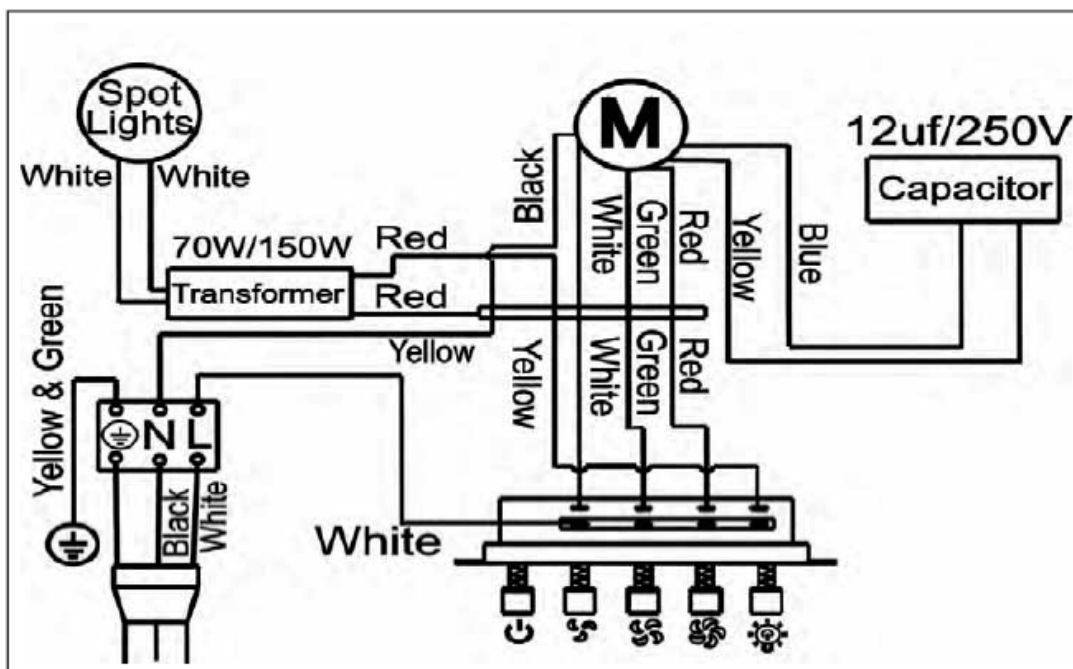 Spot
Lights
White
White
70W/150W
Transformer
Red
Red
Yellow
Yellow & Green
N L
Black
White
White
M
Black
White
Green
Red
Yellow
Blue
Yellow
White
Green
Red
12uf/250V
Capacitor